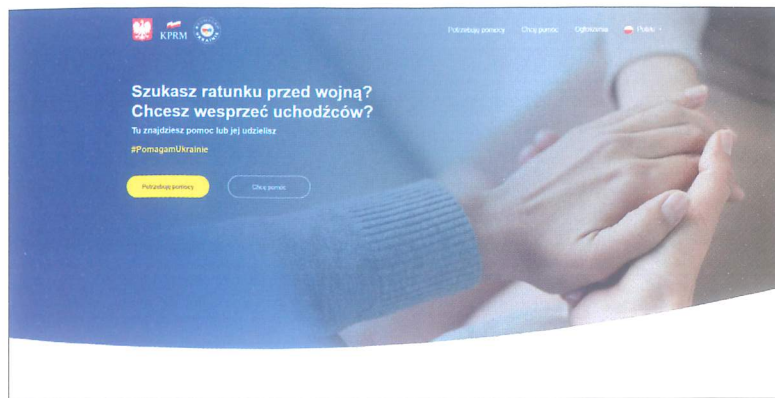 KPRM
Potrzebuję pomocy
Chcę pomóc
Ogłoszenia
Polski
Szukasz ratunku przed wojną?
Chcesz wesprzeć uchodźców?
Tu znajdziesz pomoc lub jej udzielisz
#PomagamUkrainie
Potrzebuję pomocy
Chcę pomóc